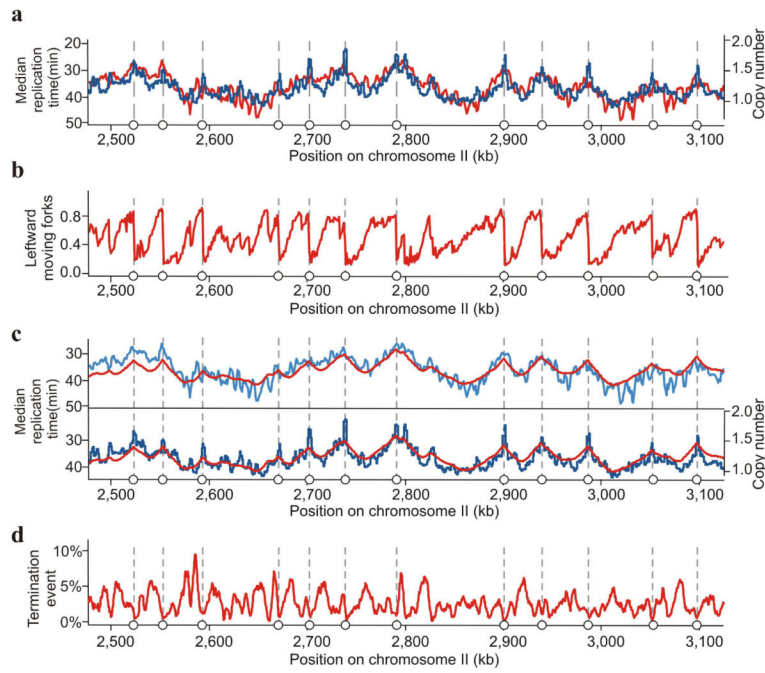 a
Median
replication
time(min)
20
30
40
50
2.0
1.5
1.0
Copy number
2,500 2,600 2,700 2,800 2,900 3,000 3,100
Position on chromosome II (kb)
b
Leftward
moving forks
0.8
0.4
0.0
2,500 2,600 2,700 2,800 2,900 3,000 3,100
Position on chromosome II (kb)
c
Median
replication
time(min)
30
40
50
30
40
2.0
1.5
1.0
Copy number
2,500 2,600 2,700 2,800 2,900 3,000 3,100
Position on chromosome II (kb)
d
Termination
event
10%
5%
0%
2,500 2,600 2,700 2,800 2,900 3,000 3,100
Position on chromosome II (kb)